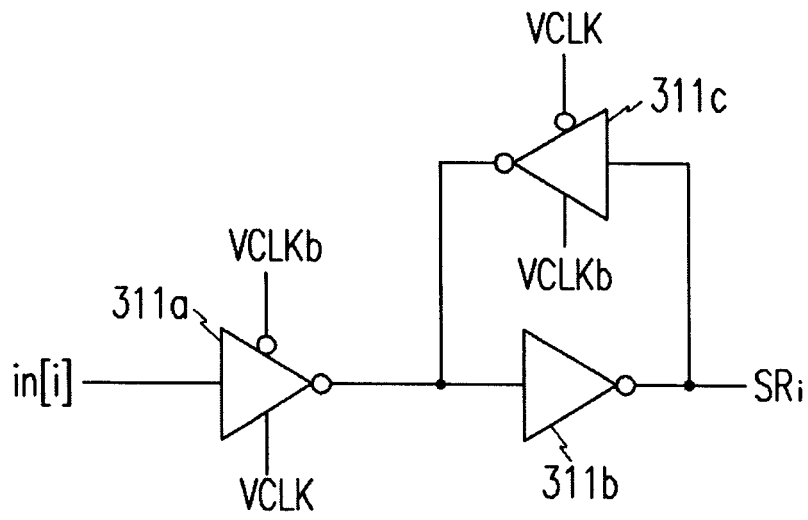 VCLK
311c
VCLKb
VCLKb
311a
in[i]
SRi
VCLK
311b